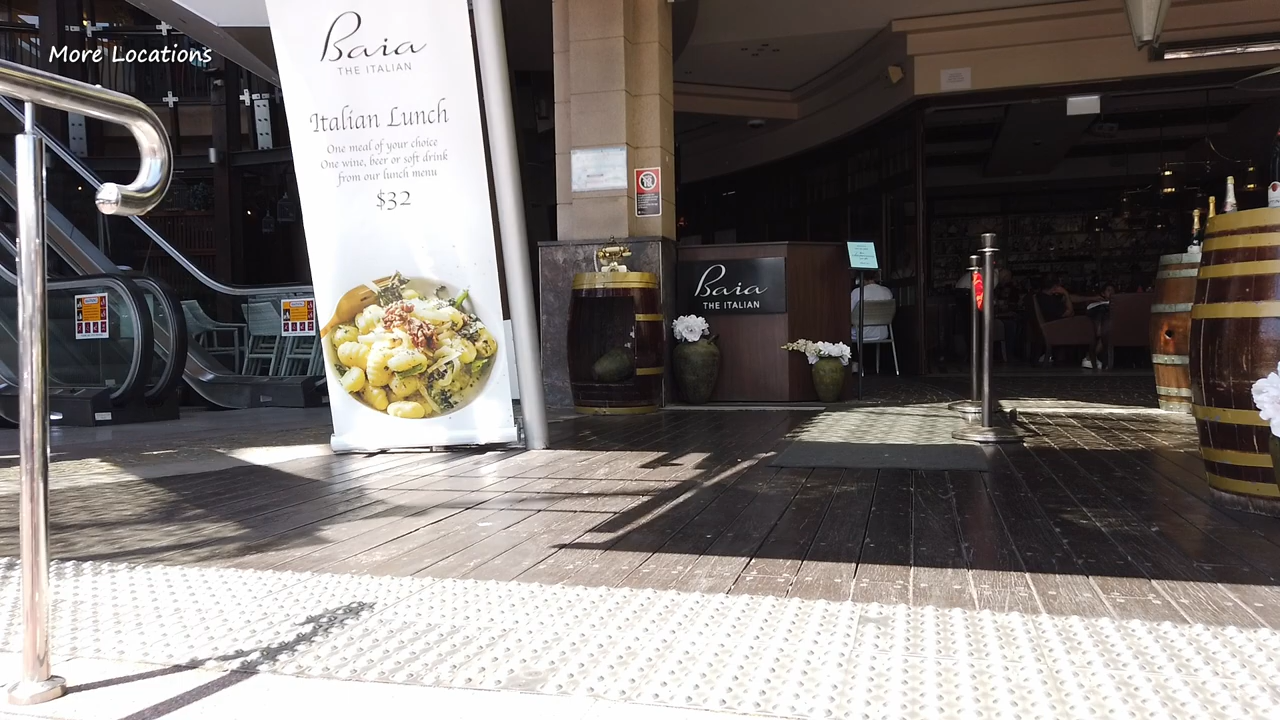 More Locations
Baia
THE ITALIAN
Italian Lunch
One meal of your choice
One wine, beer or soft drink
from our lunch menu
$32
Baia
THE ITALIAN